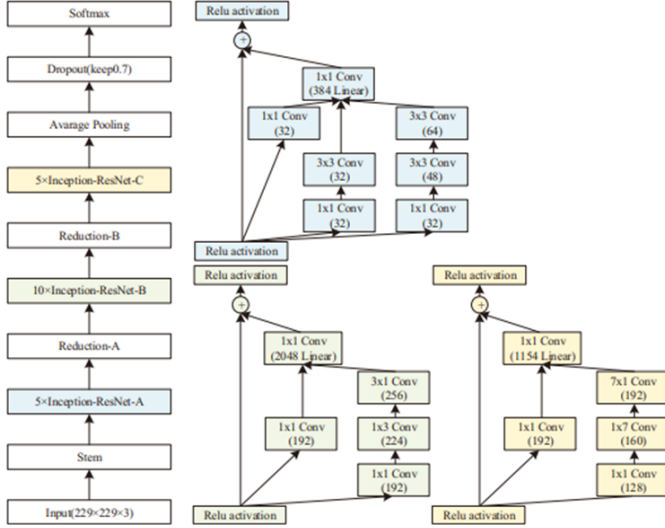 Softmax
Dropout(keep0.7)
Avarage Pooling
5×Inception-ResNet-C
Reduction-B
10×Inception-ResNet-B
Reduction-A
5×Inception-ResNet-A
Stem
Input(229×229×3)
Relu activation
+
1x1 Conv
(384 Linear)
1x1 Conv
(32)
3x3 Conv
(64)
3x3 Conv
(32)
3x3 Conv
(48)
1x1 Conv
(32)
1x1 Conv
(32)
Relu activation
Relu activation
+
1x1 Conv
(2048 Linear)
3x1 Conv
(256)
1x1 Conv
(192)
1x3 Conv
(224)
1x1 Conv
(192)
Relu activation
Relu activation
+
1x1 Conv
(1154 Linear)
7x1 Conv
(192)
1x1 Conv
(192)
1x7 Conv
(160)
1x1 Conv
(128)
Relu activation